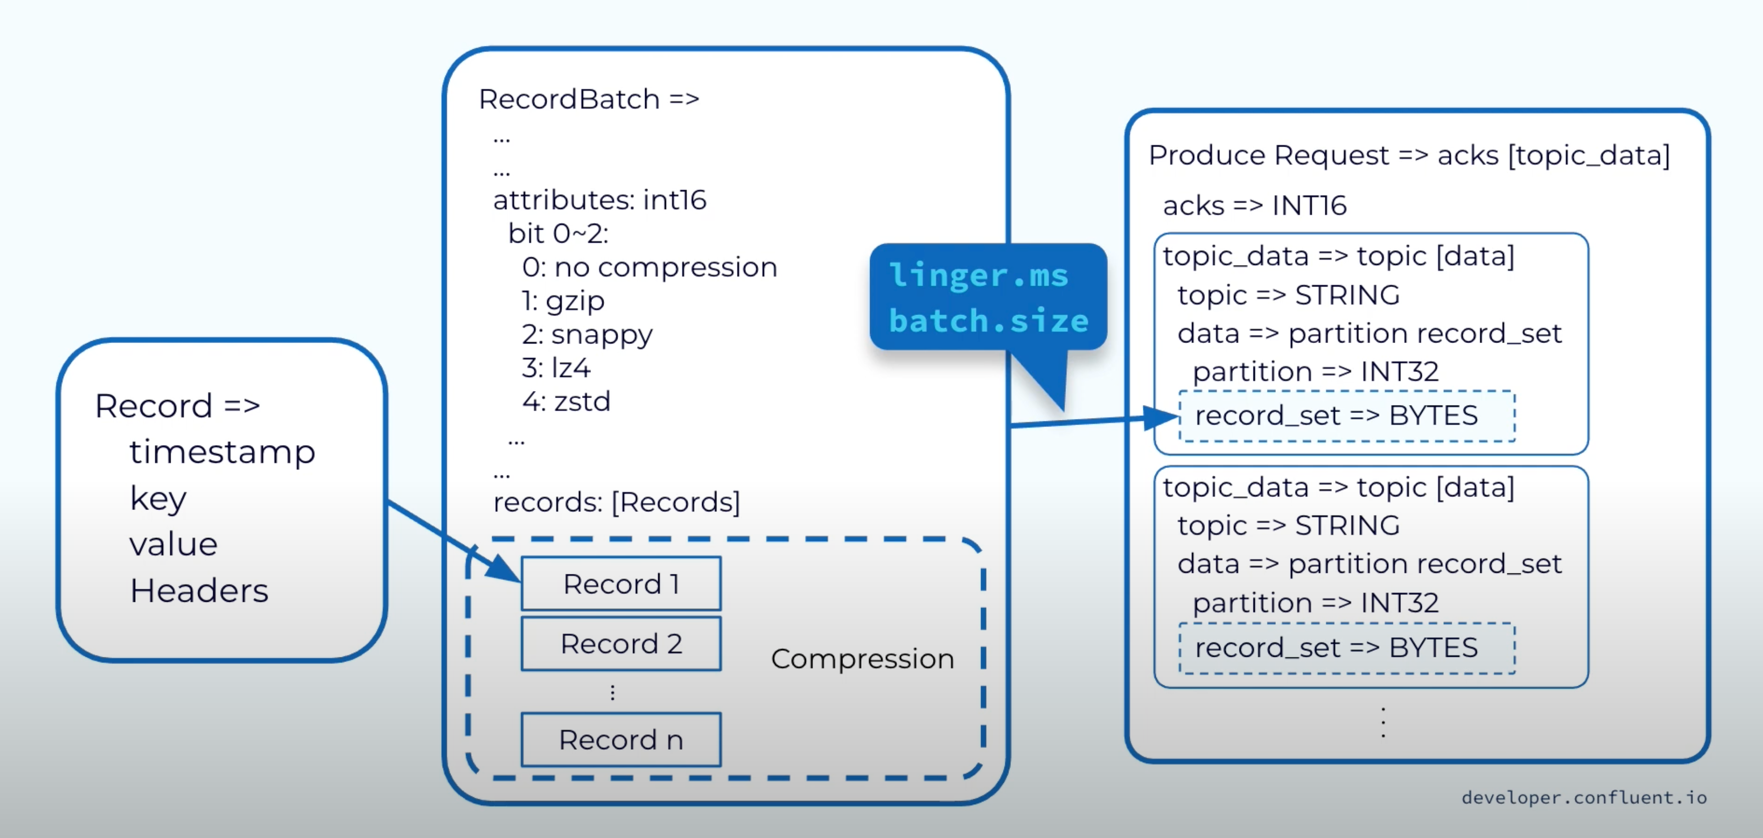 Record =>
timestamp
key
value
Headers
RecordBatch =>
...
...
attributes: int16
bit 0~2:
0: no compression
1: gzip
2: snappy
3: lz4
4: zstd
...
...
records: [Records]
Record 1
Record 2
⋮
Record n
Compression
linger.ms
batch.size
Produce Request => acks [topic_data]
acks => INT16
topic_data => topic [data]
topic => STRING
data => partition record_set
partition => INT32
record_set => BYTES
topic_data => topic [data]
topic => STRING
data => partition record_set
partition => INT32
record_set => BYTES
⋮
developer.confluent.io